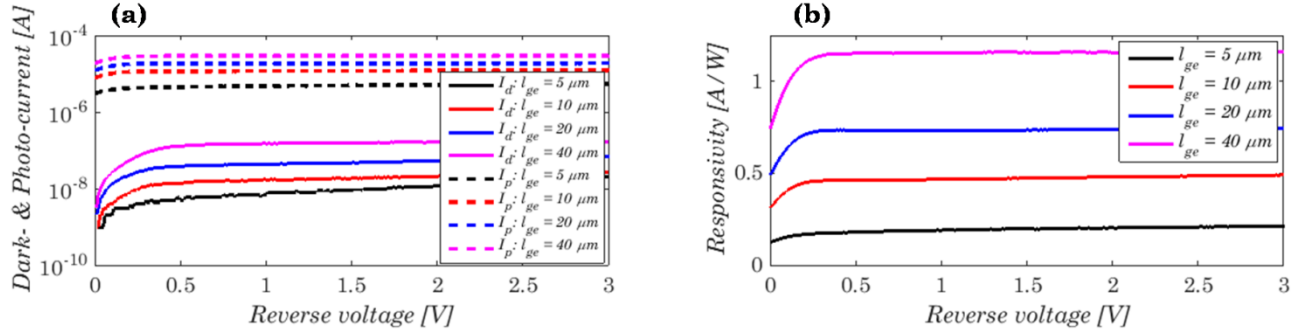 (a)
Dark- & Photo-current [A]
10⁻⁴
10⁻⁶
10⁻⁸
10⁻¹⁰
I_d: l_ge = 5 μm
I_d: l_ge = 10 μm
I_d: l_ge = 20 μm
I_d: l_ge = 40 μm
I_p: l_ge = 5 μm
I_p: l_ge = 10 μm
I_p: l_ge = 20 μm
I_p: l_ge = 40 μm
0 0.5 1 1.5 2 2.5 3
Reverse voltage [V]
(b)
Responsivity [A/W]
1
0.5
0
l_ge = 5 μm
l_ge = 10 μm
l_ge = 20 μm
l_ge = 40 μm
0 0.5 1 1.5 2 2.5 3
Reverse voltage [V]